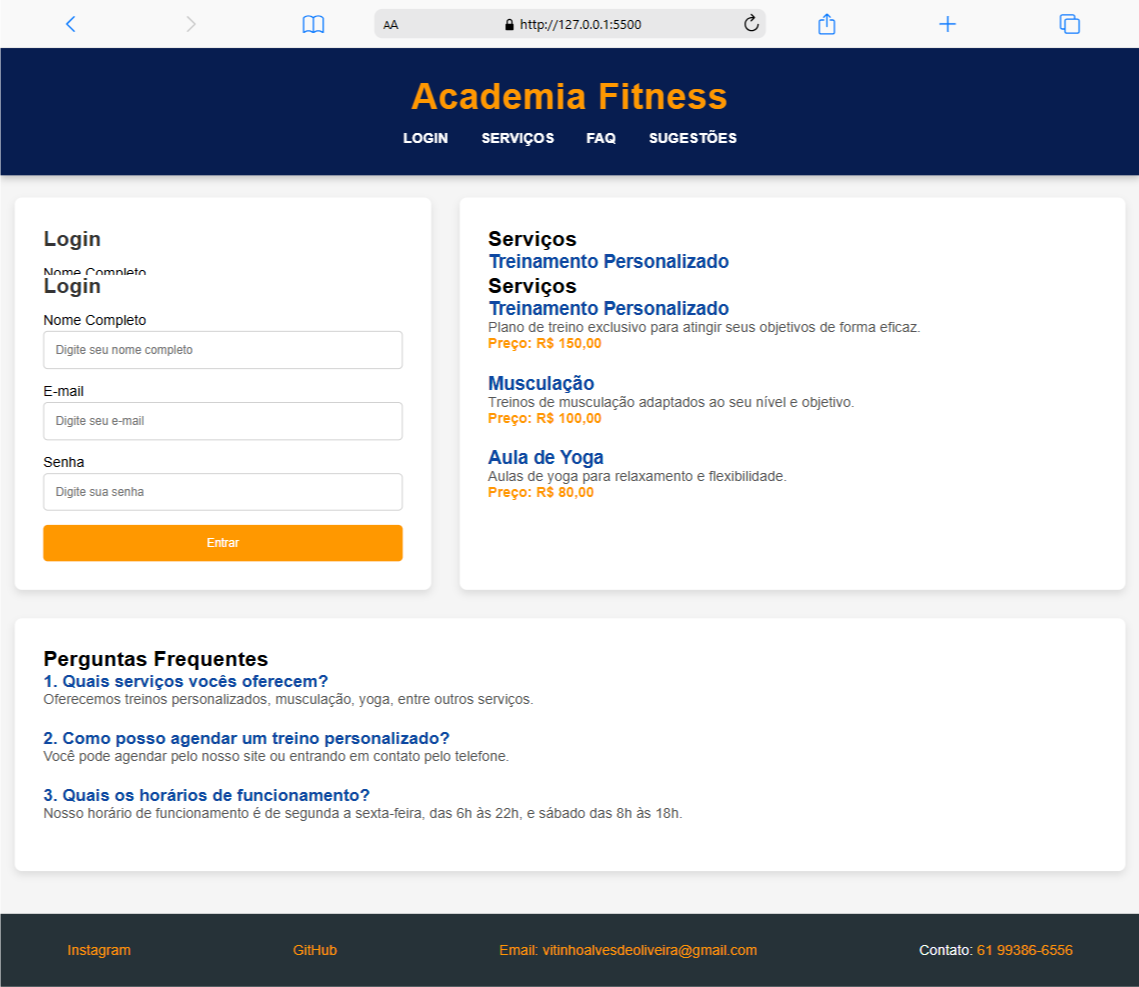 AA http://127.0.0.1:5500
Academia Fitness
LOGIN SERVIÇOS FAQ SUGESTÕES
Login
Nome Completo
Login
Nome Completo
Digite seu nome completo
E-mail
Digite seu e-mail
Senha
Digite sua senha
Entrar
Serviços
Treinamento Personalizado
Serviços
Treinamento Personalizado
Plano de treino exclusivo para atingir seus objetivos de forma eficaz.
Preço: R$ 150,00
Musculação
Treinos de musculação adaptados ao seu nível e objetivo.
Preço: R$ 100,00
Aula de Yoga
Aulas de yoga para relaxamento e flexibilidade.
Preço: R$ 80,00
Perguntas Frequentes
1. Quais serviços vocês oferecem?
Oferecemos treinos personalizados, musculação, yoga, entre outros serviços.
2. Como posso agendar um treino personalizado?
Você pode agendar pelo nosso site ou entrando em contato pelo telefone.
3. Quais os horários de funcionamento?
Nosso horário de funcionamento é de segunda a sexta-feira, das 6h às 22h, e sábado das 8h às 18h.
Instagram GitHub Email: vitinhoalvesdeoliveira@gmail.com Contato: 61 99386-6556